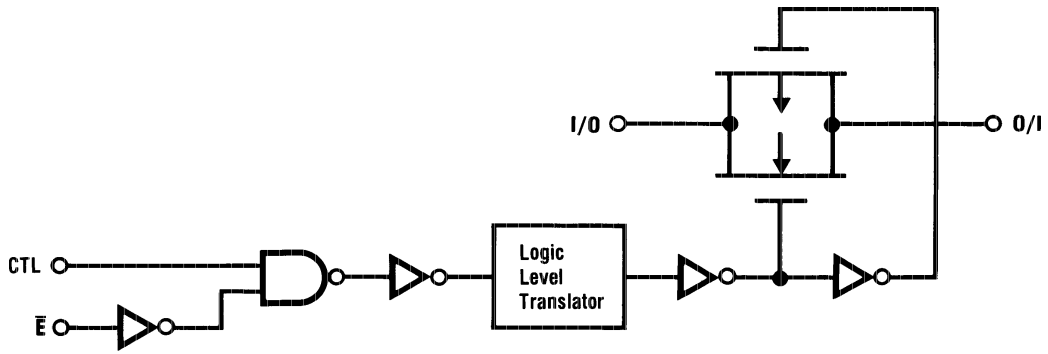 I/O
O/I
CTL
E̅
Logic
Level
Translator